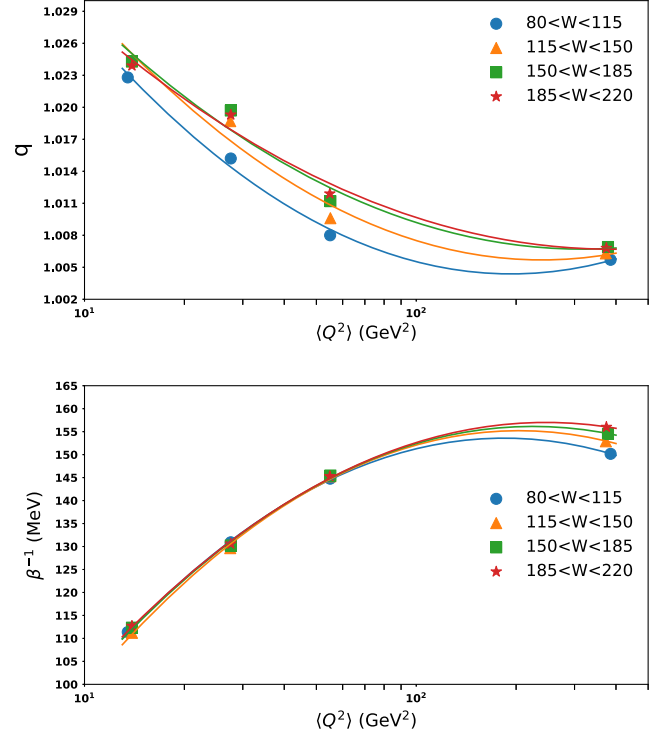 1.029
1.026
1.023
1.020
1.017
1.014
1.011
1.008
1.005
1.002
q
80<W<115
115<W<150
150<W<185
185<W<220
10¹
10²
⟨Q²⟩ (GeV²)
165
160
155
150
145
140
135
130
125
120
115
110
105
100
β⁻¹ (MeV)
80<W<115
115<W<150
150<W<185
185<W<220
10¹
10²
⟨Q²⟩ (GeV²)